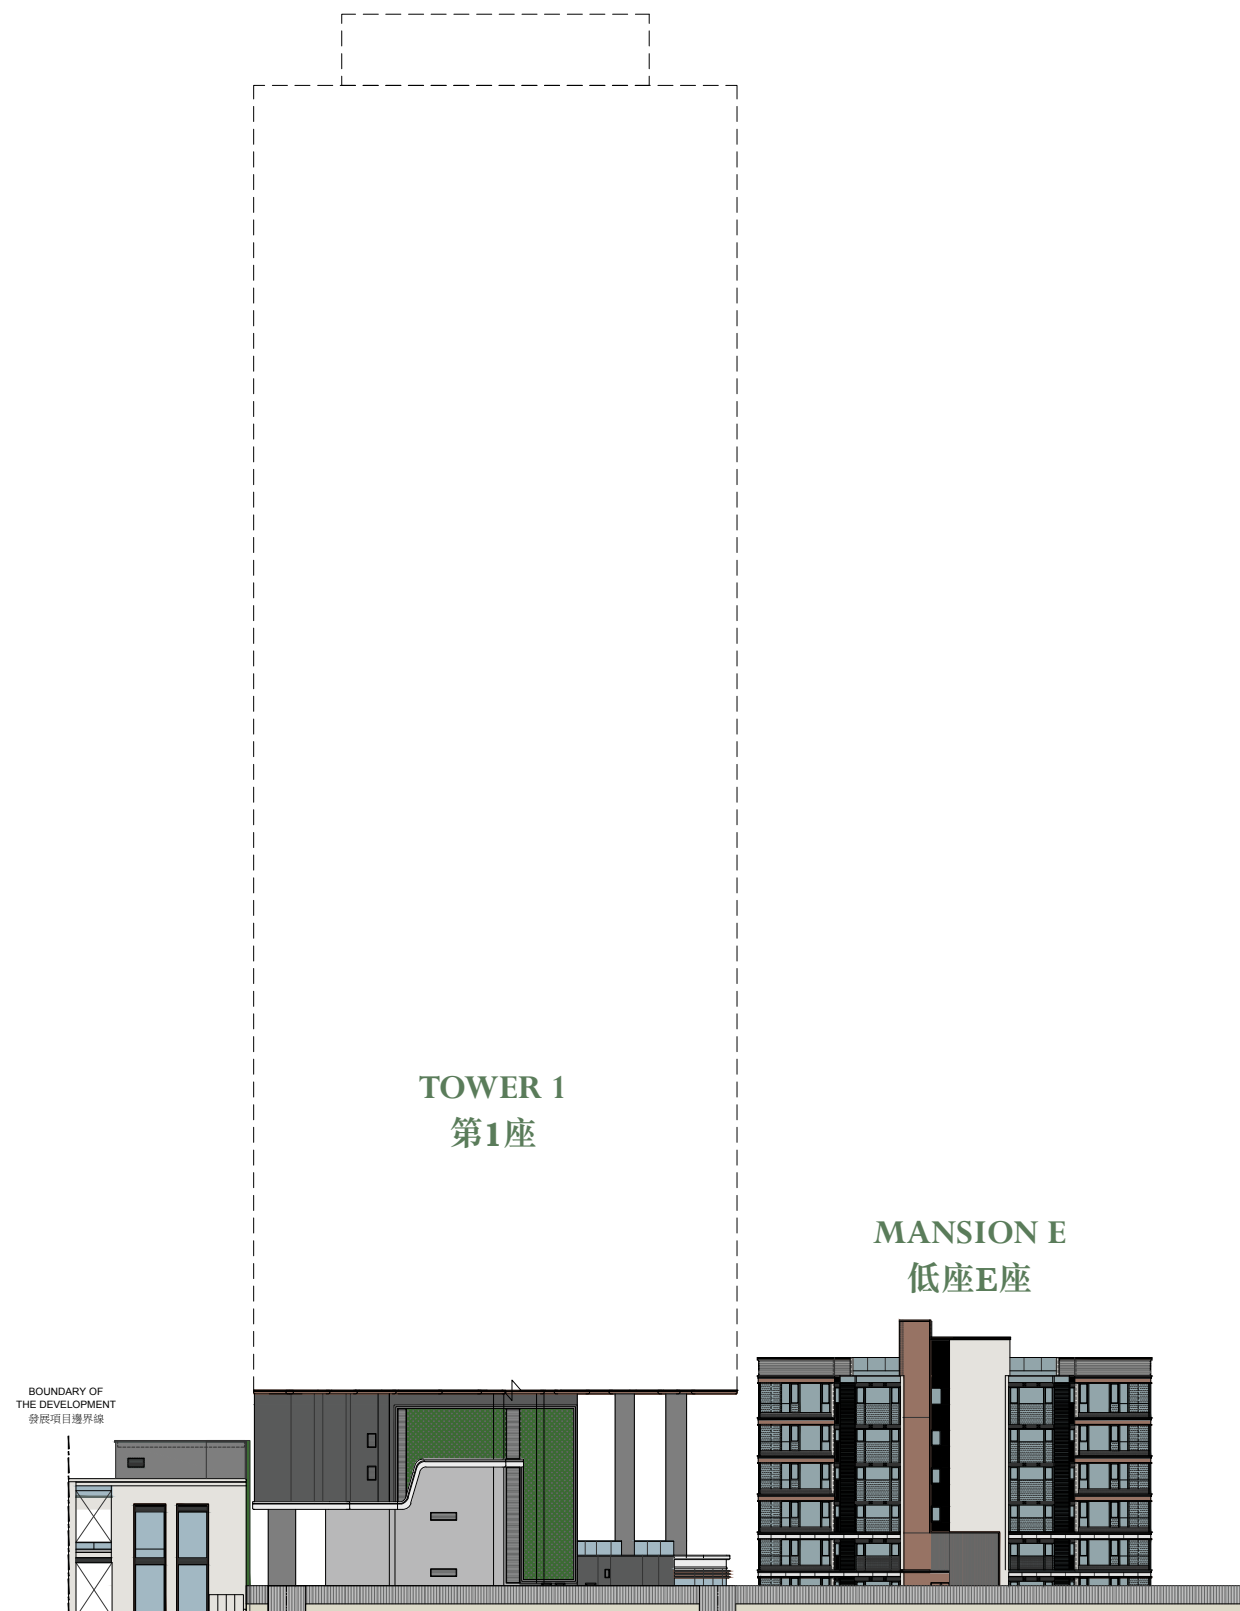 TOWER 1
第1座
MANSION E
低座E座
BOUNDARY OF
THE DEVELOPMENT
發展項目邊界線